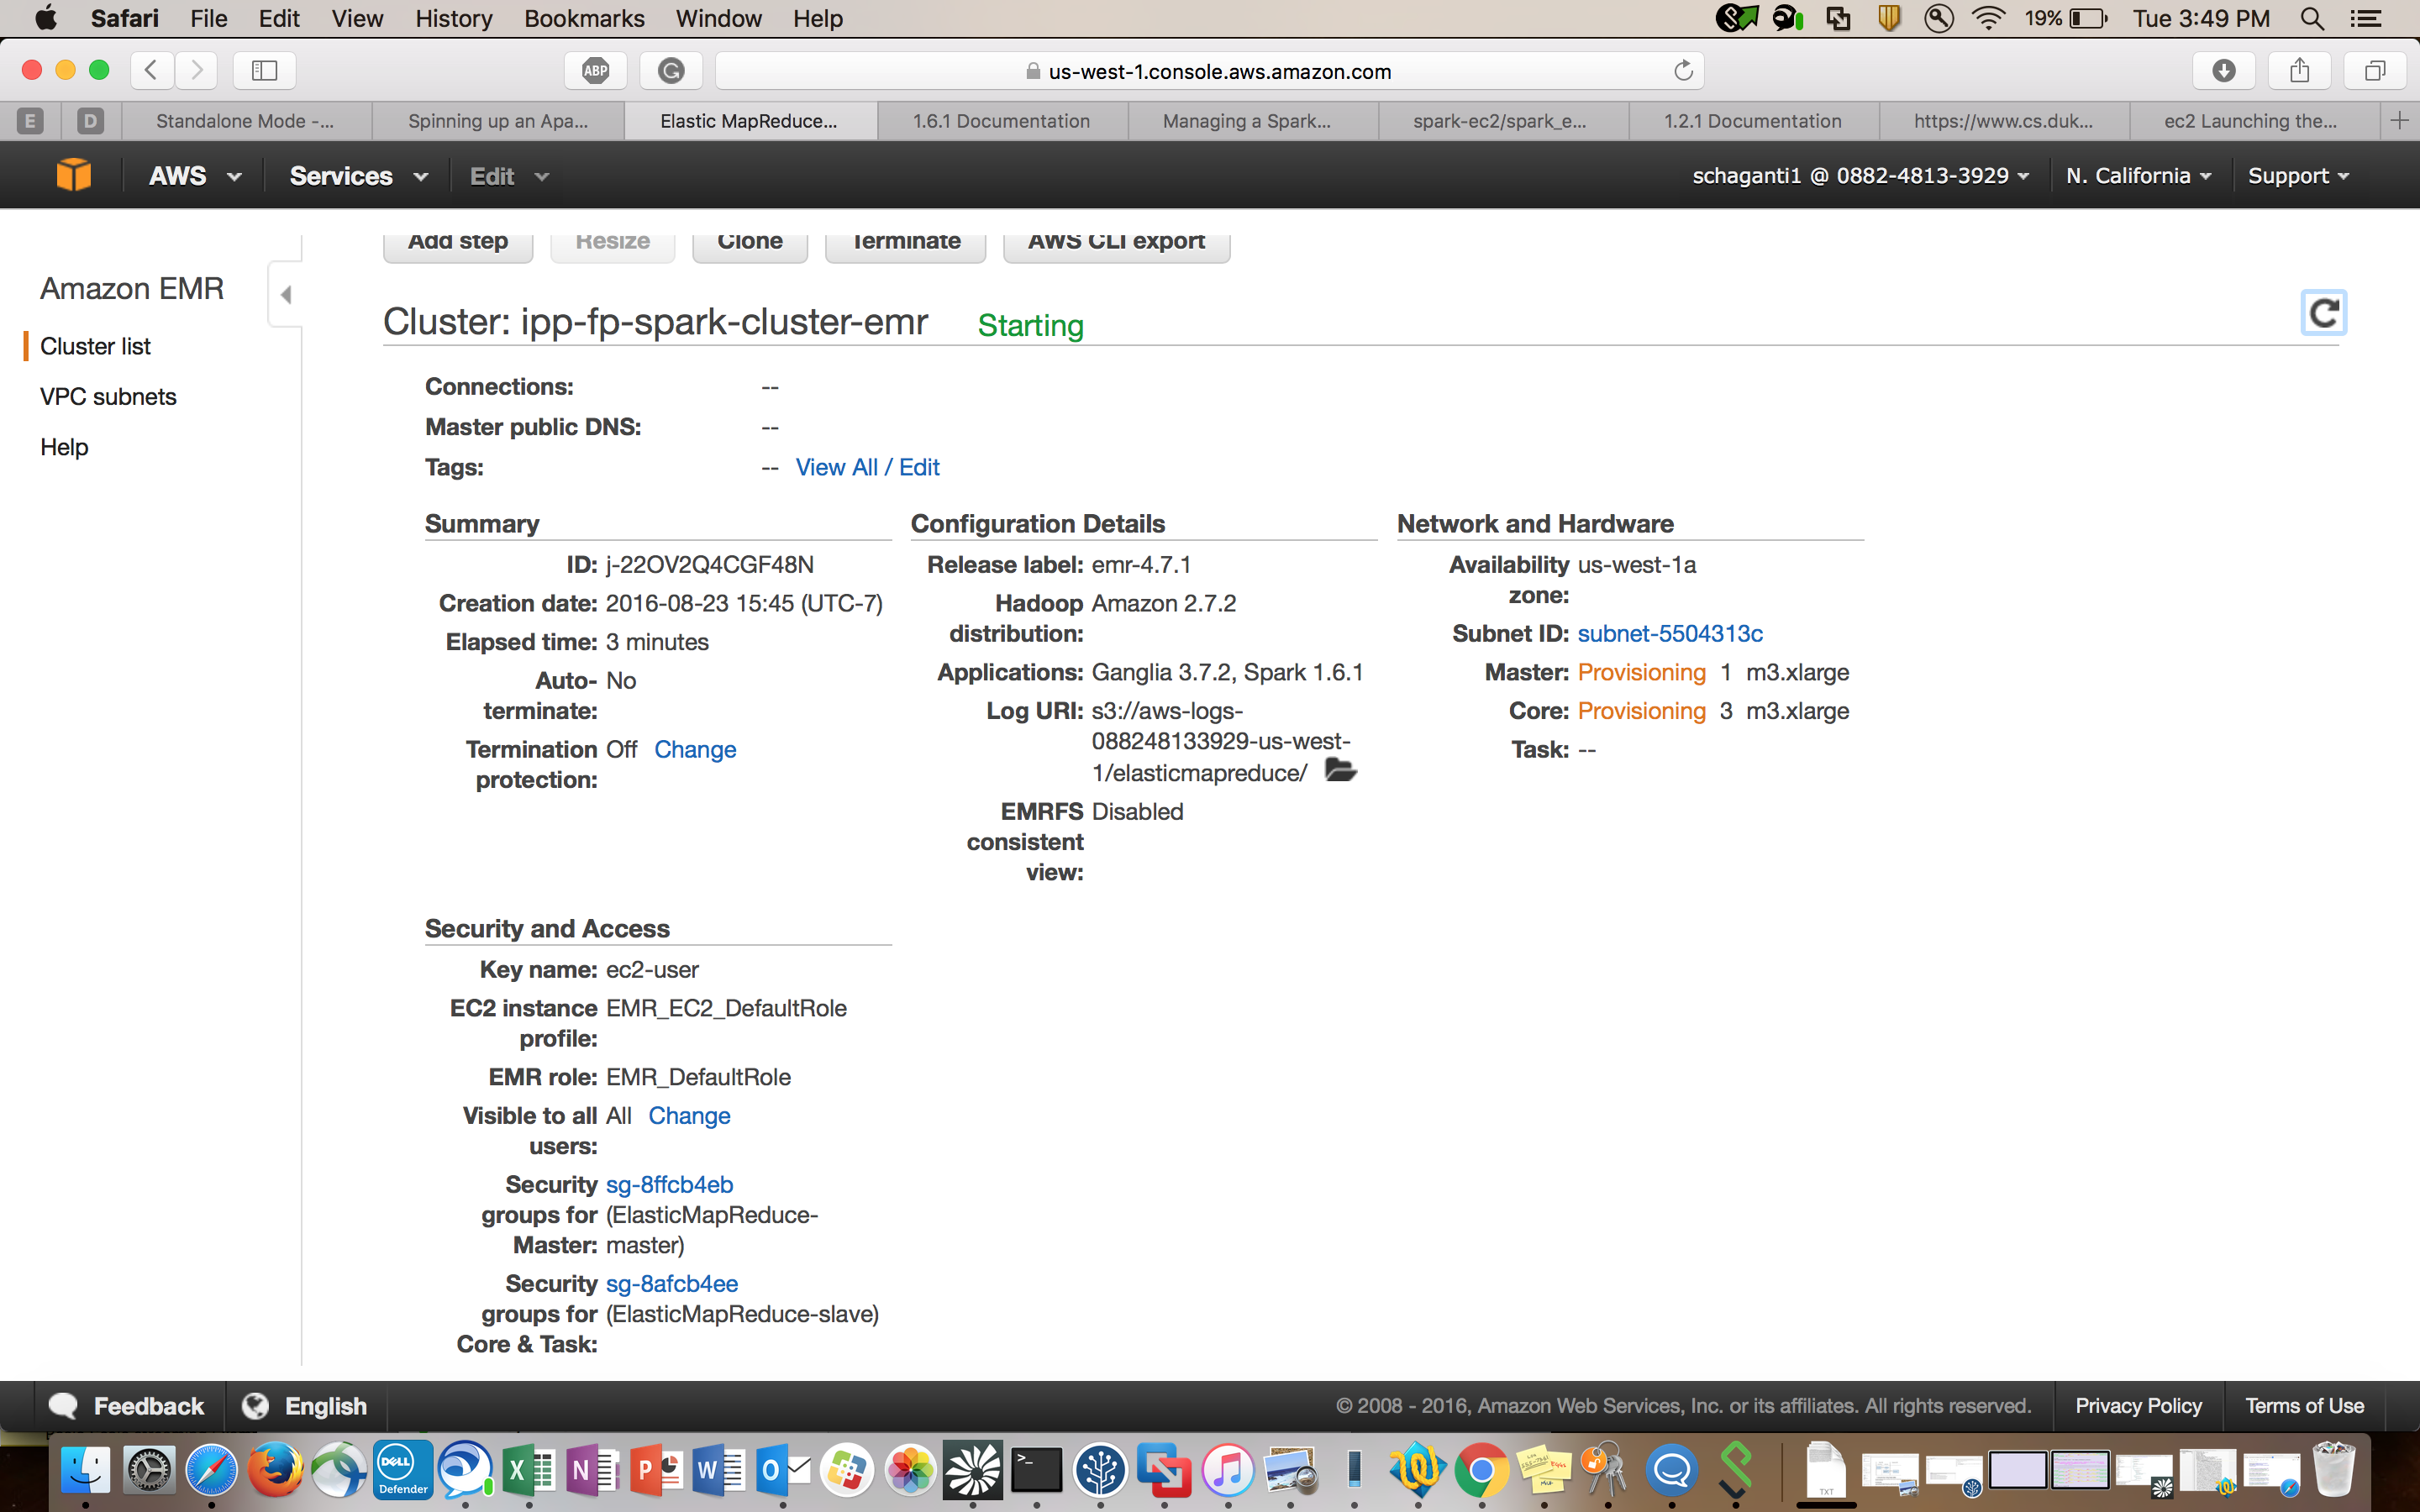 Safari File Edit View History Bookmarks Window Help 19% Tue 3:49 PM
ABP us-west-1.console.aws.amazon.com
E D Standalone Mode -... Spinning up an Apa... Elastic MapReduce... 1.6.1 Documentation Managing a Spark... spark-ec2/spark_e... 1.2.1 Documentation https://www.cs.duk... ec2 Launching the...
AWS Services Edit schaganti1 @ 0882-4813-3929 N. California Support
Add step Resize Clone Terminate AWS CLI export
Amazon EMR
Cluster list
VPC subnets
Help
Cluster: ipp-fp-spark-cluster-emr Starting
Connections: --
Master public DNS: --
Tags: -- View All / Edit
Summary
ID: j-22OV2Q4CGF48N
Creation date: 2016-08-23 15:45 (UTC-7)
Elapsed time: 3 minutes
Auto- No
terminate:
Termination Off Change
protection:
Configuration Details
Release label: emr-4.7.1
Hadoop Amazon 2.7.2
distribution:
Applications: Ganglia 3.7.2, Spark 1.6.1
Log URI: s3://aws-logs-
088248133929-us-west-
1/elasticmapreduce/
EMRFS Disabled
consistent
view:
Network and Hardware
Availability us-west-1a
zone:
Subnet ID: subnet-5504313c
Master: Provisioning 1 m3.xlarge
Core: Provisioning 3 m3.xlarge
Task: --
Security and Access
Key name: ec2-user
EC2 instance EMR_EC2_DefaultRole
profile:
EMR role: EMR_DefaultRole
Visible to all All Change
users:
Security sg-8ffcb4eb
groups for (ElasticMapReduce-
Master: master)
Security sg-8afcb4ee
groups for (ElasticMapReduce-slave)
Core & Task:
Feedback English © 2008 - 2016, Amazon Web Services, Inc. or its affiliates. All rights reserved. Privacy Policy Terms of Use
DELL
Defender
TXT